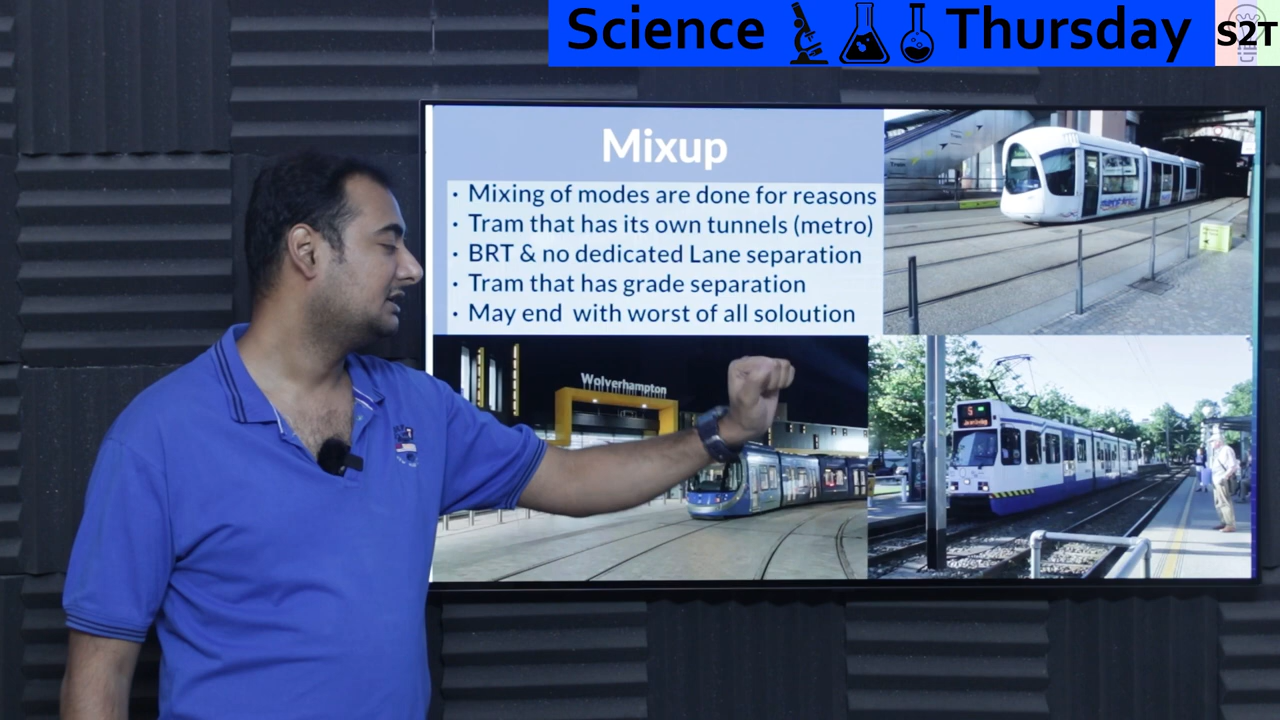 Science Thursday
S2T
Mixup
· Mixing of modes are done for reasons
· Tram that has its own tunnels (metro)
· BRT & no dedicated Lane separation
· Tram that has grade separation
· May end with worst of all soloution
Wolverhampton
5